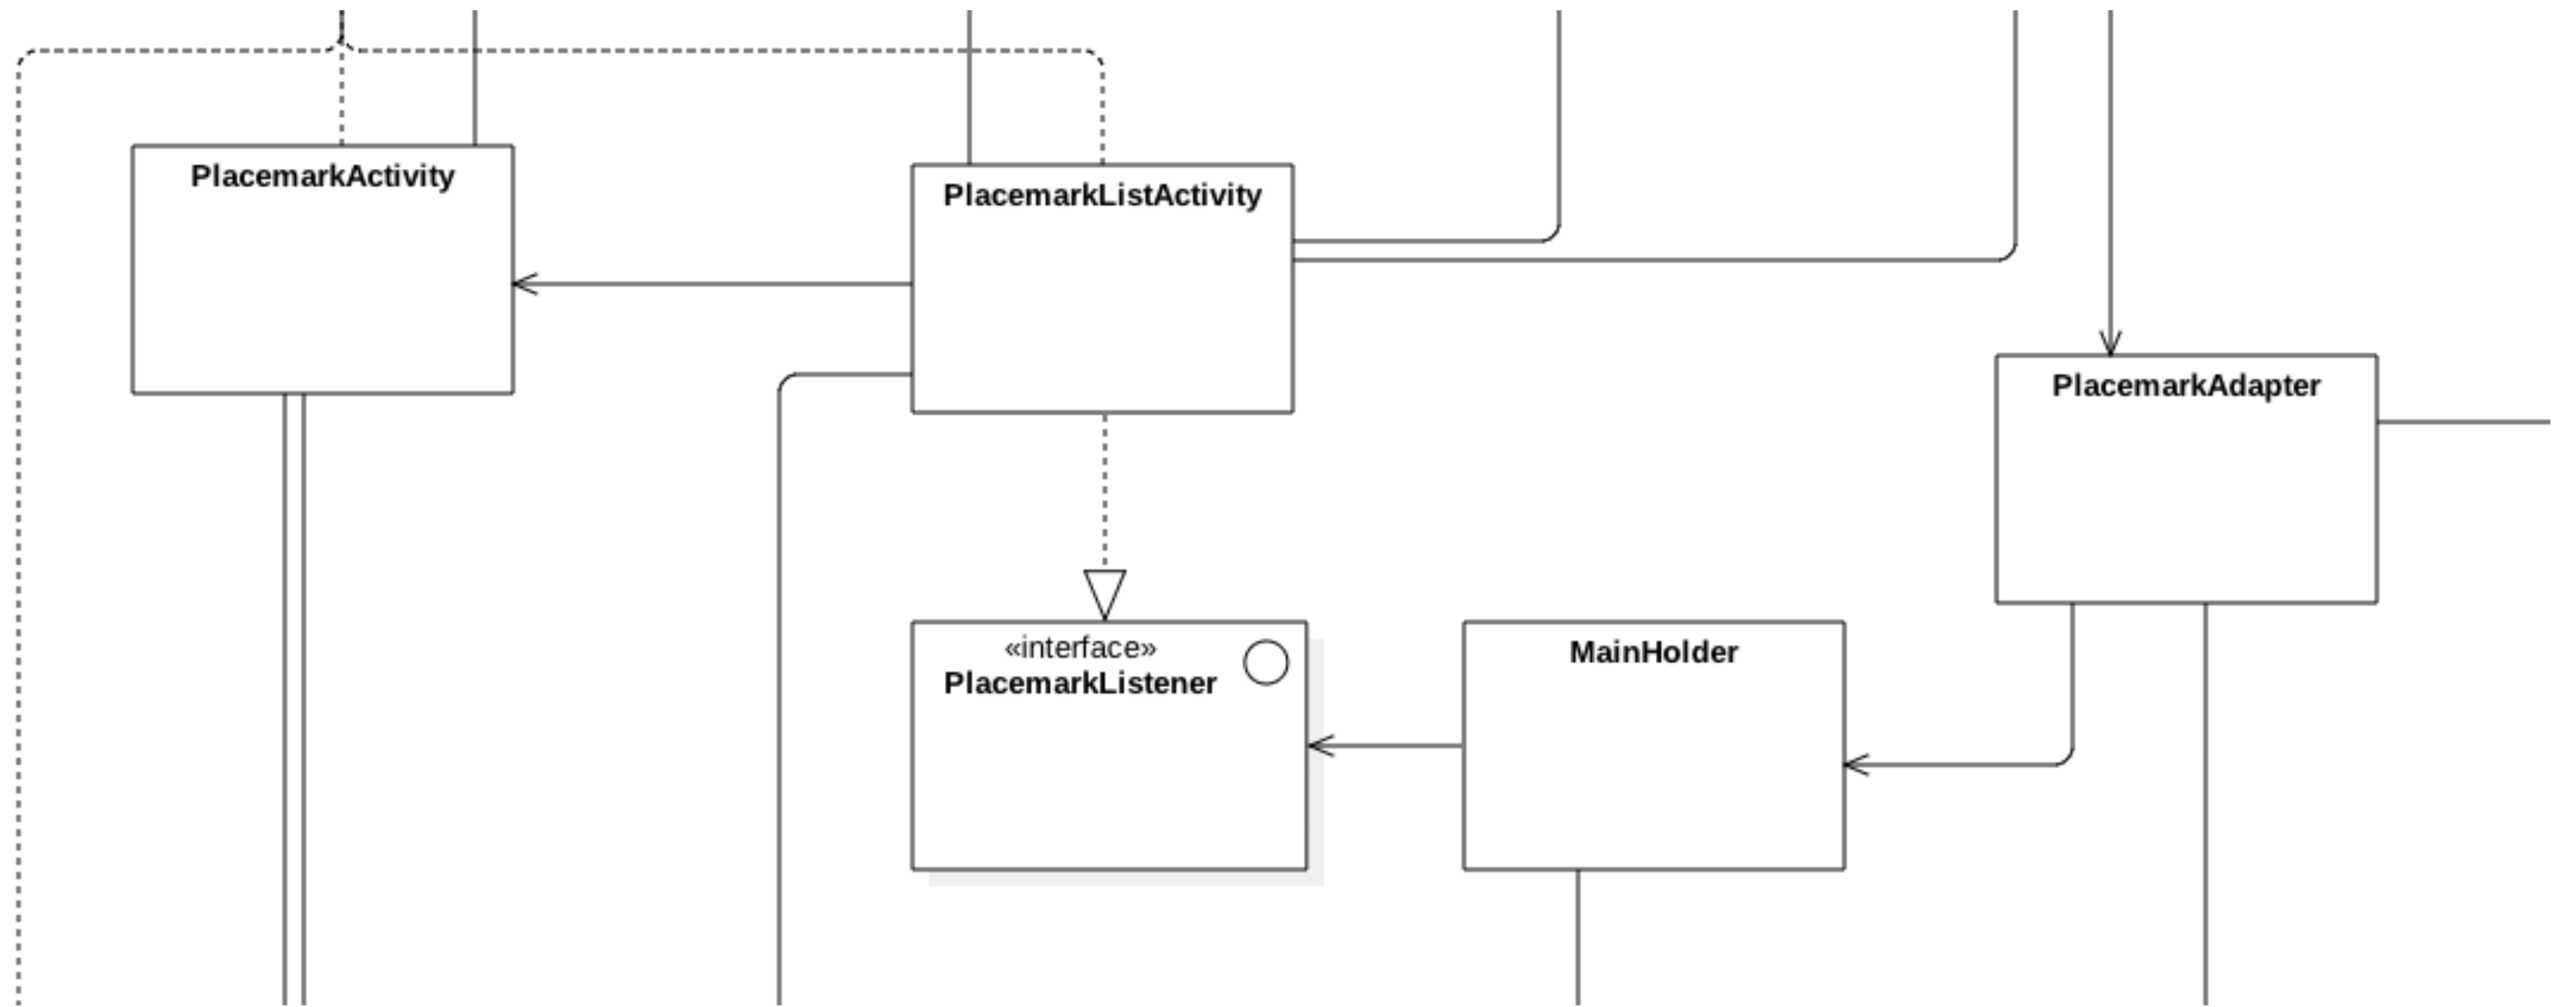 PlacemarkActivity
PlacemarkListActivity
PlacemarkAdapter
«interface»
PlacemarkListener
MainHolder